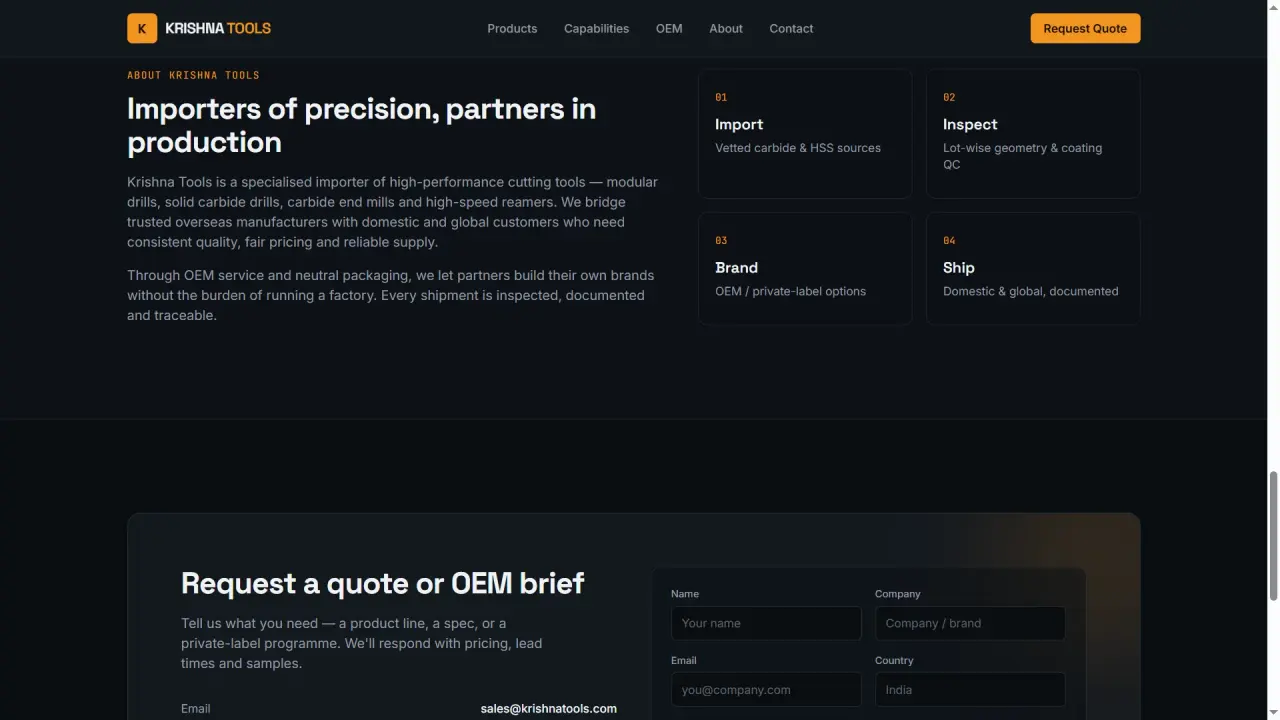 K KRISHNA TOOLS
Products Capabilities OEM About Contact
Request Quote
ABOUT KRISHNA TOOLS
Importers of precision, partners in
production
Krishna Tools is a specialised importer of high-performance cutting tools — modular
drills, solid carbide drills, carbide end mills and high-speed reamers. We bridge
trusted overseas manufacturers with domestic and global customers who need
consistent quality, fair pricing and reliable supply.
Through OEM service and neutral packaging, we let partners build their own brands
without the burden of running a factory. Every shipment is inspected, documented
and traceable.
01
Import
Vetted carbide & HSS sources
02
Inspect
Lot-wise geometry & coating
QC
03
Brand
OEM / private-label options
04
Ship
Domestic & global, documented
Request a quote or OEM brief
Tell us what you need — a product line, a spec, or a
private-label programme. We'll respond with pricing, lead
times and samples.
Email sales@krishnatools.com
Name Company
Your name Company / brand
Email Country
you@company.com India